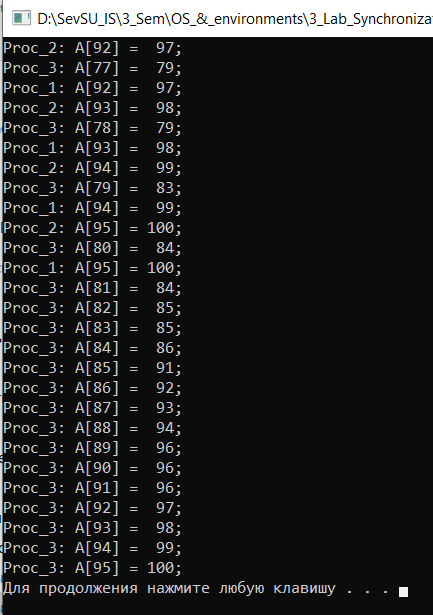 D:\SevSU_IS\3_Sem\OS_&_environments\3_Lab_Synchroniza
Proc_2: A[92] =  97;
Proc_3: A[77] =  79;
Proc_1: A[92] =  97;
Proc_2: A[93] =  98;
Proc_3: A[78] =  79;
Proc_1: A[93] =  98;
Proc_2: A[94] =  99;
Proc_3: A[79] =  83;
Proc_1: A[94] =  99;
Proc_2: A[95] = 100;
Proc_3: A[80] =  84;
Proc_1: A[95] = 100;
Proc_3: A[81] =  84;
Proc_3: A[82] =  85;
Proc_3: A[83] =  85;
Proc_3: A[84] =  86;
Proc_3: A[85] =  91;
Proc_3: A[86] =  92;
Proc_3: A[87] =  93;
Proc_3: A[88] =  94;
Proc_3: A[89] =  96;
Proc_3: A[90] =  96;
Proc_3: A[91] =  96;
Proc_3: A[92] =  97;
Proc_3: A[93] =  98;
Proc_3: A[94] =  99;
Proc_3: A[95] = 100;
Для продолжения нажмите любую клавишу . . .